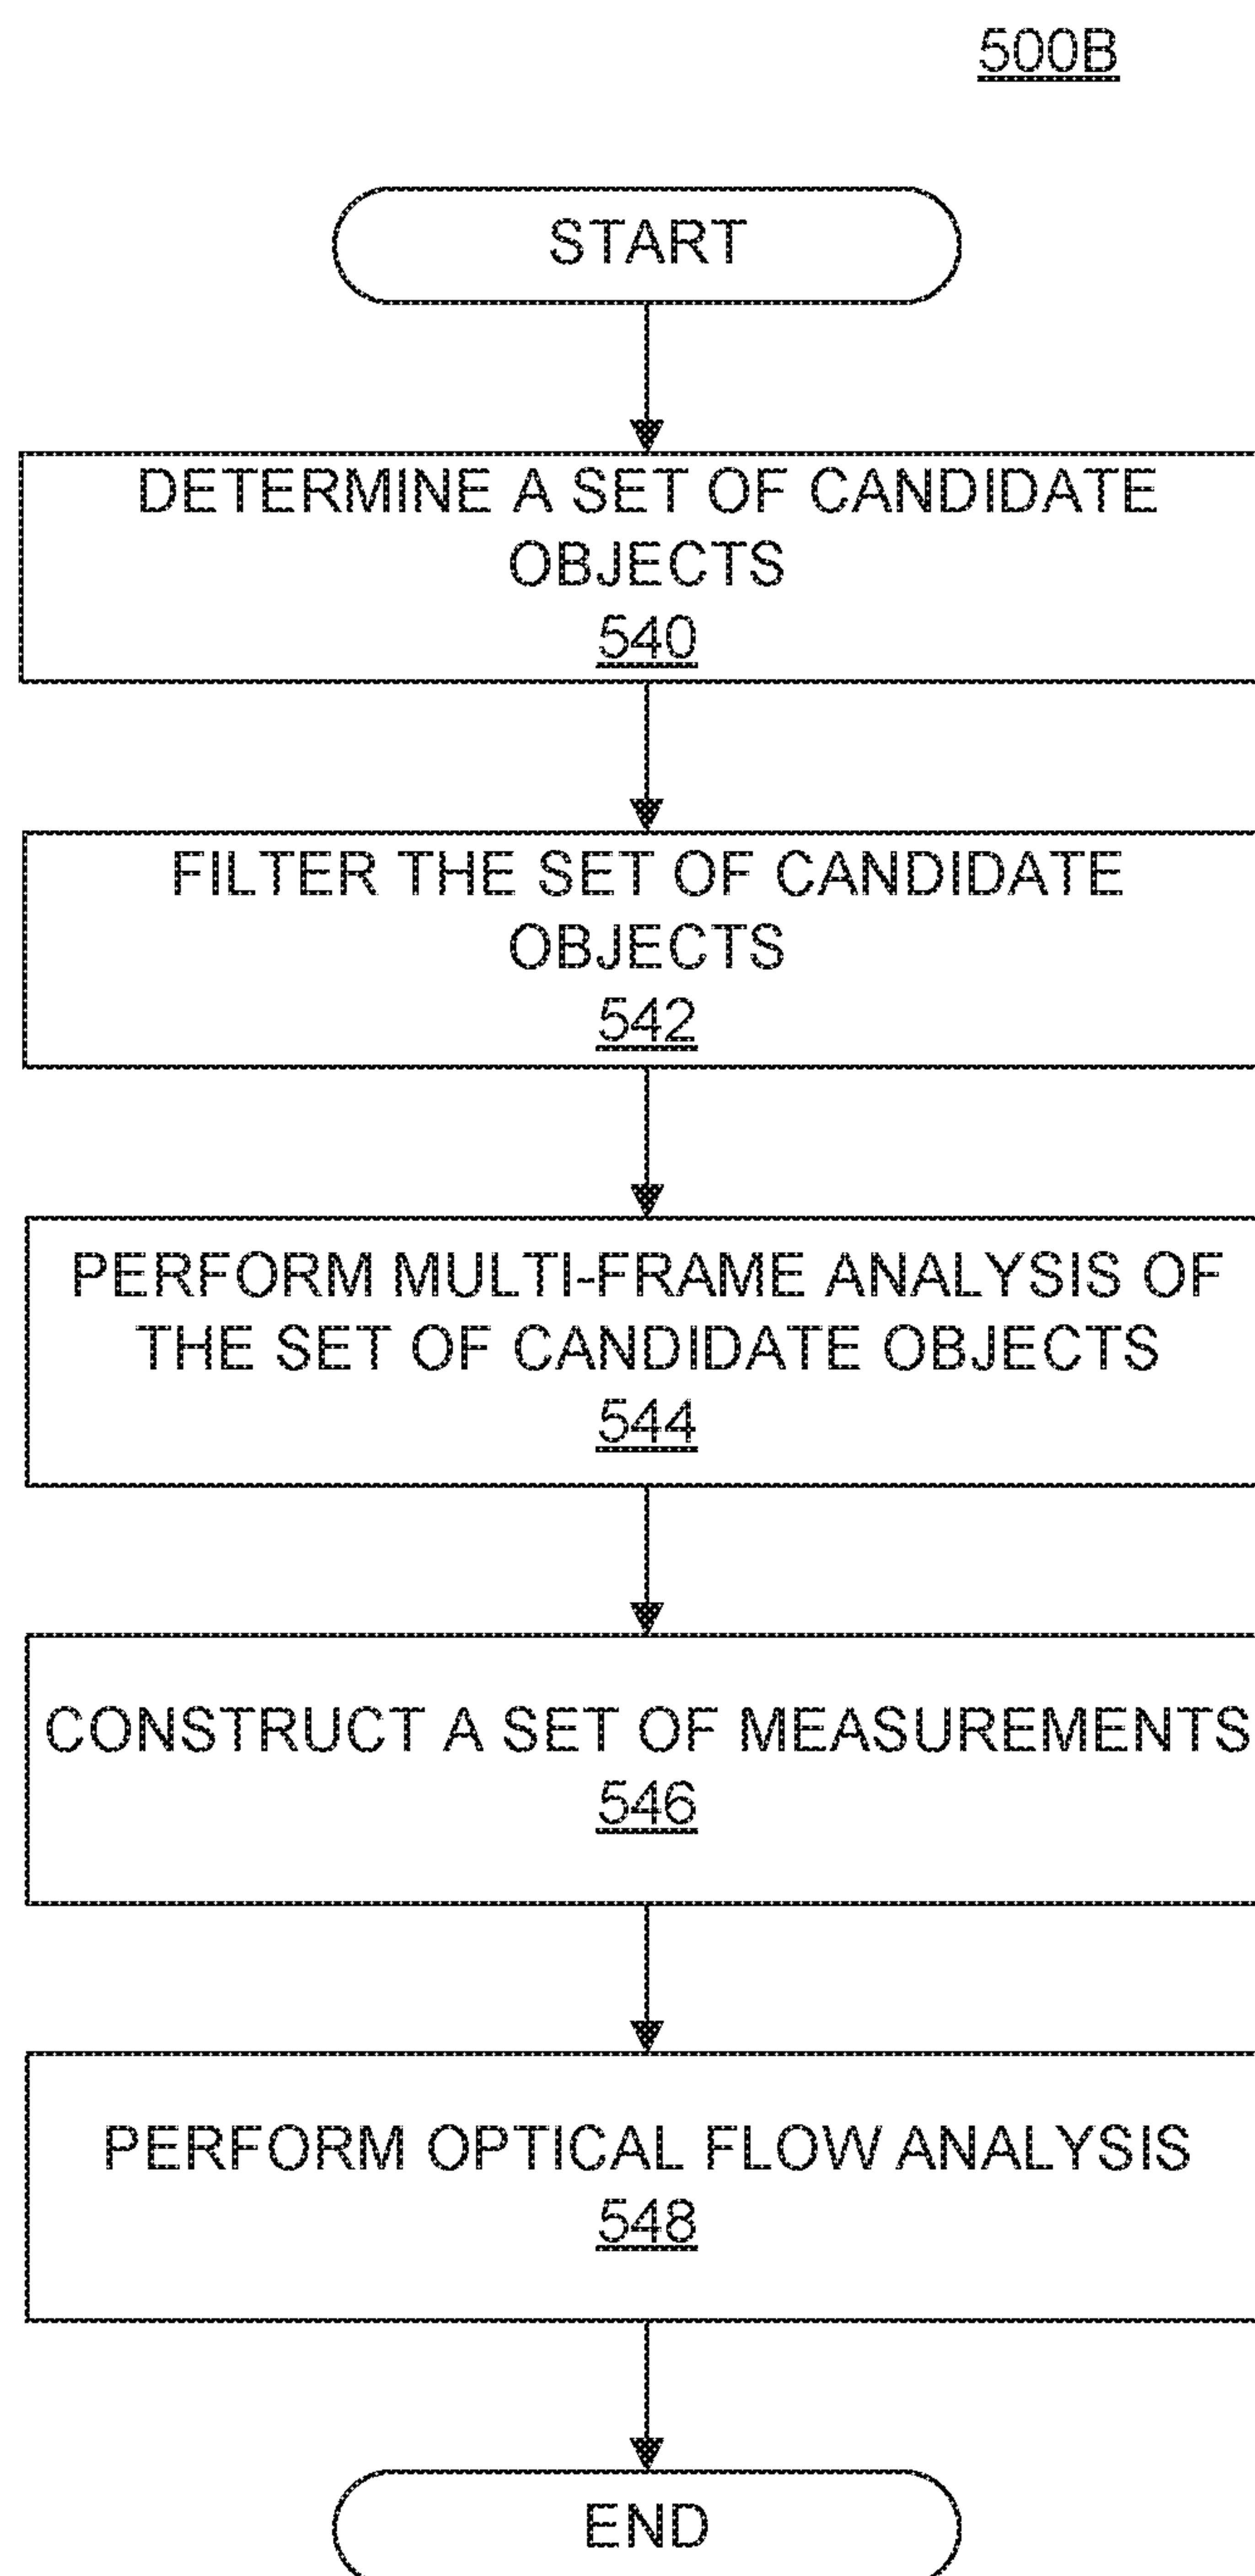 500B
START
DETERMINE A SET OF CANDIDATE
OBJECTS
540
FILTER THE SET OF CANDIDATE
OBJECTS
542
PERFORM MULTI-FRAME ANALYSIS OF
THE SET OF CANDIDATE OBJECTS
544
CONSTRUCT A SET OF MEASUREMENTS
546
PERFORM OPTICAL FLOW ANALYSIS
548
END